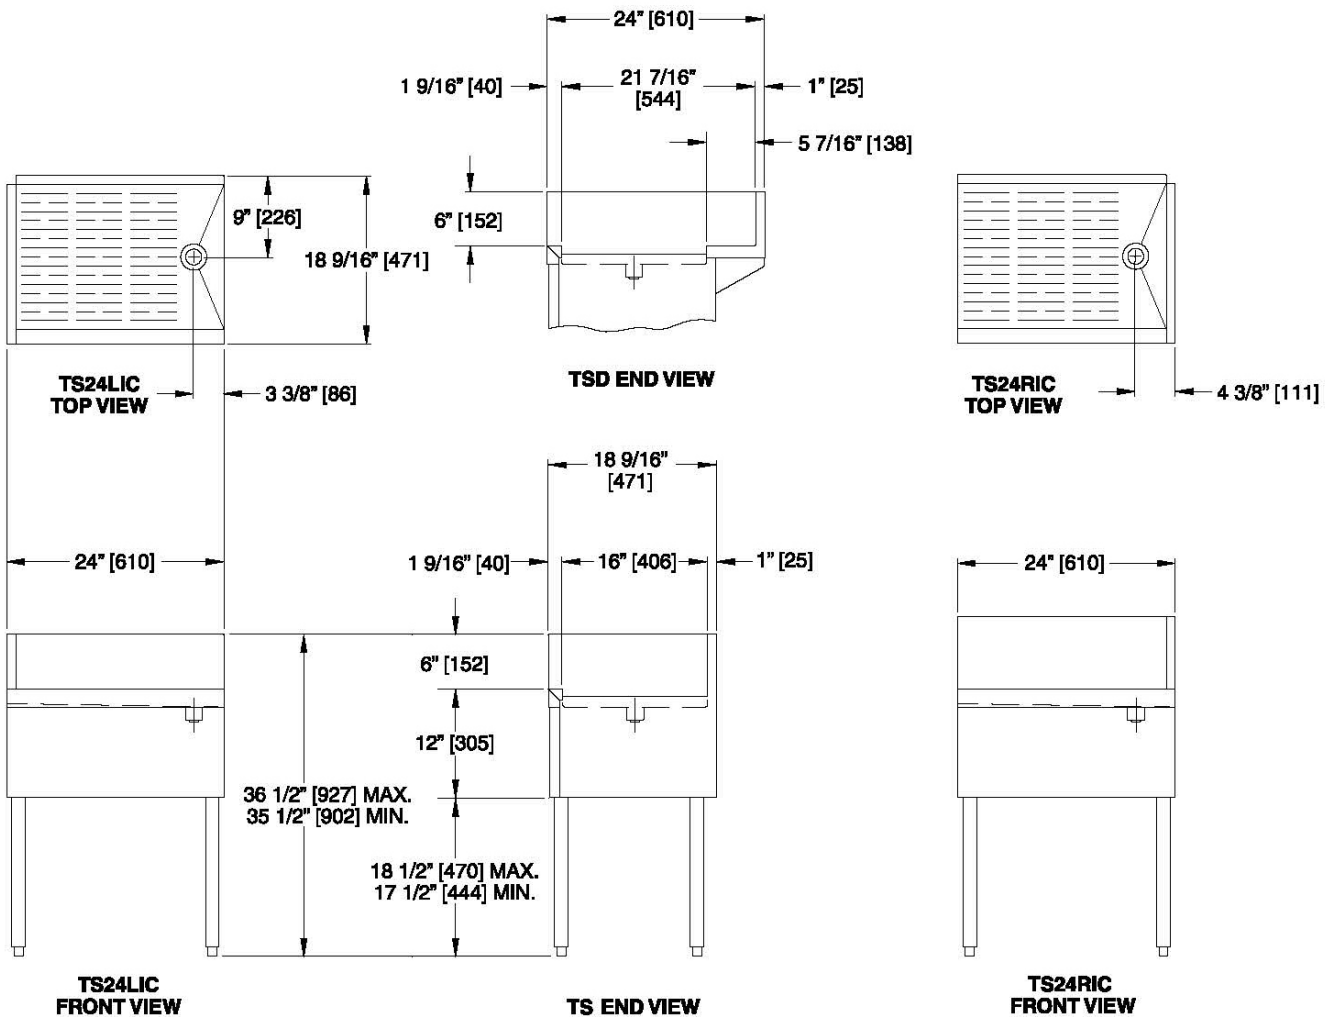 24" [610]
1 9/16" [40]
21 7/16"
[544]
1" [25]
5 7/16" [138]
6" [152]
TSD END VIEW
9" [226]
18 9/16" [471]
TS24LIC
TOP VIEW
3 3/8" [86]
TS24RIC
TOP VIEW
4 3/8" [111]
18 9/16"
[471]
24" [610]
1 9/16" [40]
16" [406]
1" [25]
24" [610]
6" [152]
12" [305]
36 1/2" [927] MAX.
35 1/2" [902] MIN.
18 1/2" [470] MAX.
17 1/2" [444] MIN.
TS24LIC
FRONT VIEW
TS END VIEW
TS24RIC
FRONT VIEW